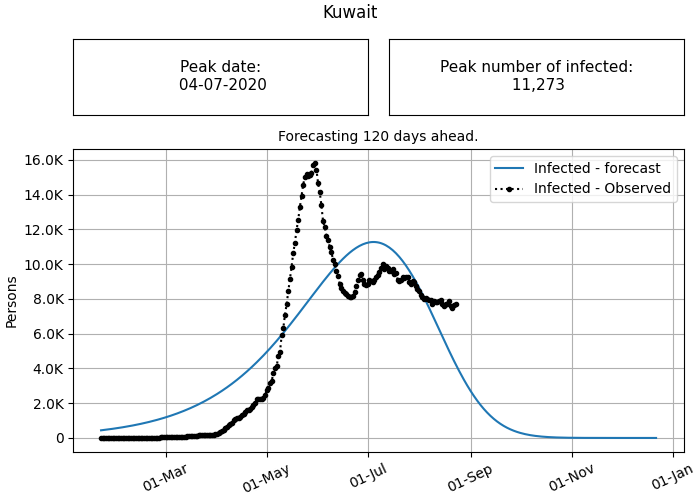 Kuwait
Peak date:
04-07-2020
Peak number of infected:
11,273
Forecasting 120 days ahead.
Persons
16.0K
14.0K
12.0K
10.0K
8.0K
6.0K
4.0K
2.0K
0
Infected - forecast
Infected - Observed
01-Mar
01-May
01-Jul
01-Sep
01-Nov
01-Jan